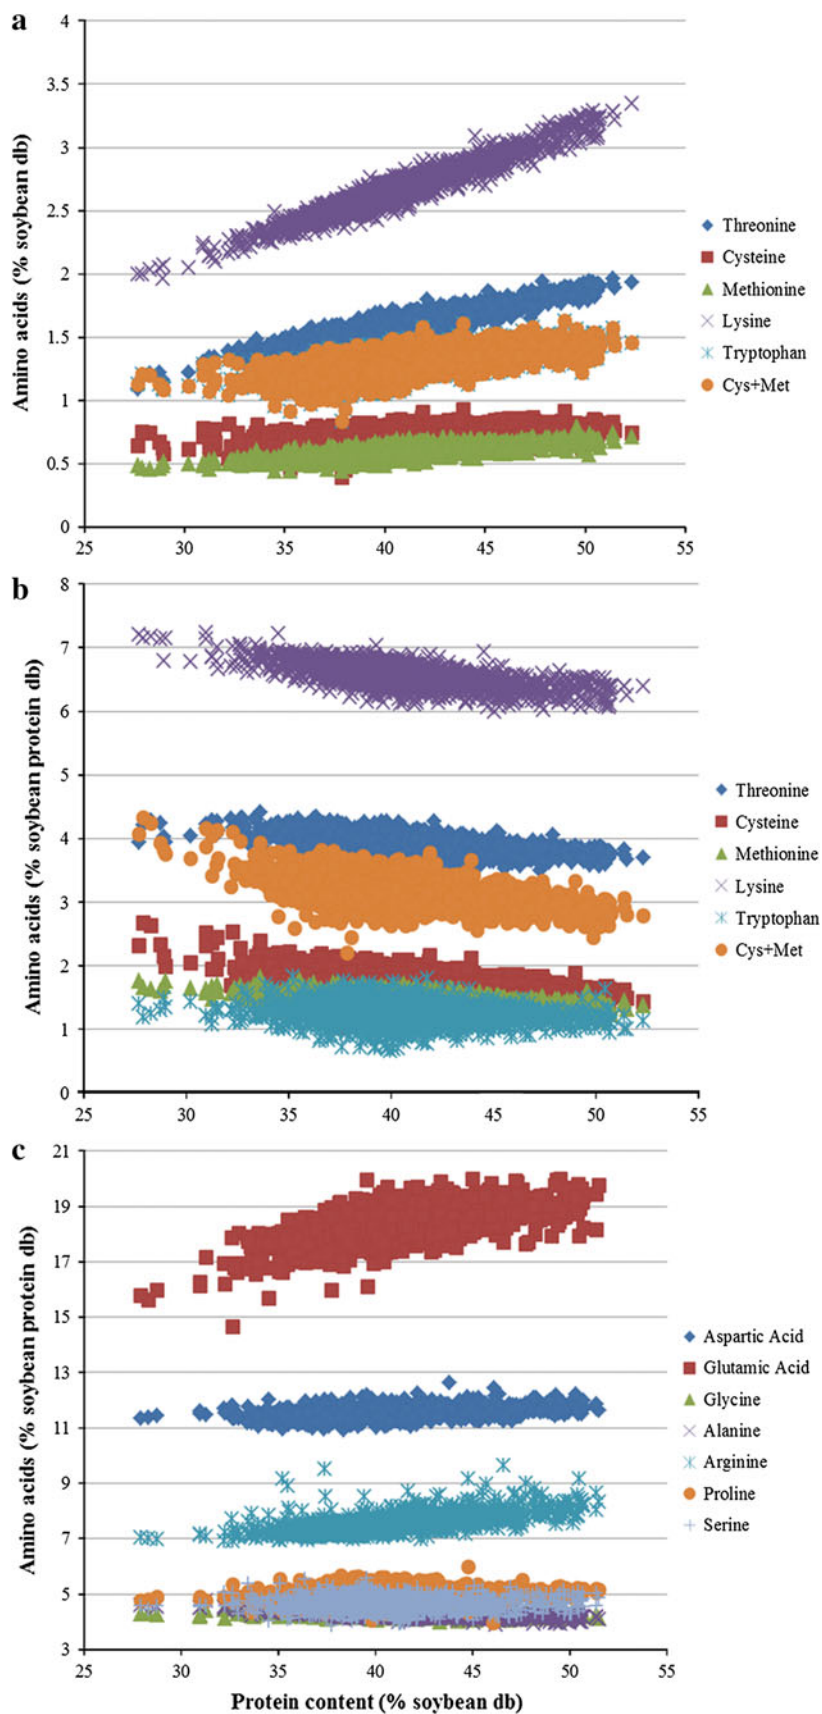 a
Amino acids (% soybean db)
4
3.5
3
2.5
2
1.5
1
0.5
0
25 30 35 40 45 50 55
Threonine
Cysteine
Methionine
Lysine
Tryptophan
Cys+Met
b
Amino acids (% soybean protein db)
8
7
6
5
4
3
2
1
0
25 30 35 40 45 50 55
Threonine
Cysteine
Methionine
Lysine
Tryptophan
Cys+Met
c
Amino acids (% soybean protein db)
21
19
17
15
13
11
9
7
5
3
25 30 35 40 45 50 55
Protein content (% soybean db)
Aspartic Acid
Glutamic Acid
Glycine
Alanine
Arginine
Proline
Serine